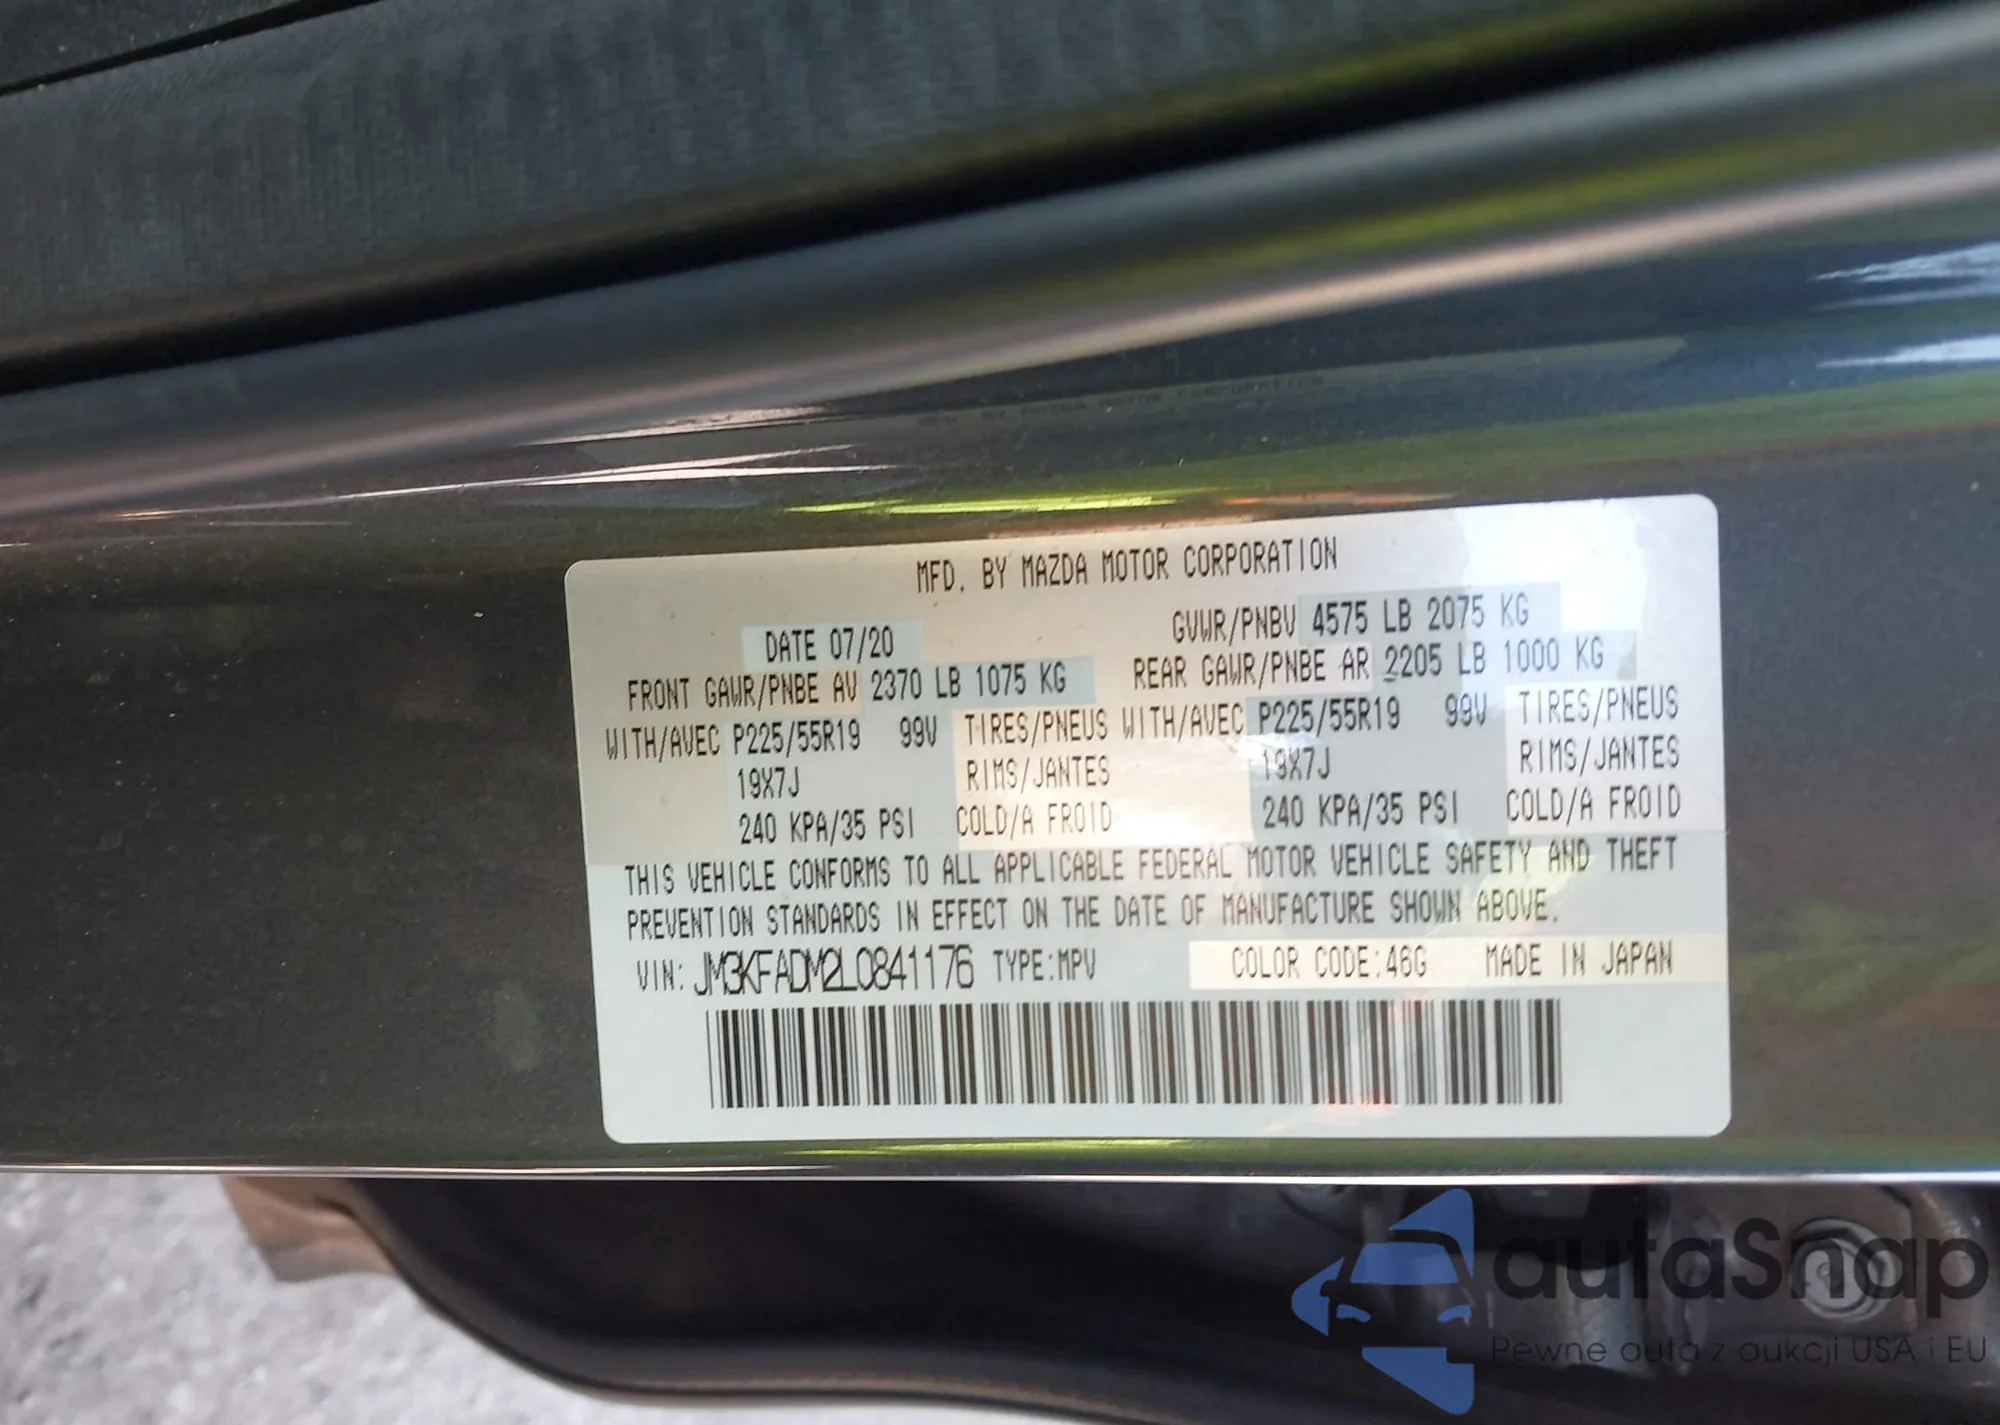 MFD. BY MAZDA MOTOR CORPORATION
DATE 07/20 GVWR/PNBV 4575 LB 2075 KG
FRONT GAWR/PNBE AV 2370 LB 1075 KG REAR GAWR/PNBE AR 2205 LB 1000 KG
WITH/AVEC P225/55R19 99V TIRES/PNEUS WITH/AVEC P225/55R19 99V TIRES/PNEUS
19X7J RIMS/JANTES 19X7J RIMS/JANTES
240 KPA/35 PSI COLD/A FROID 240 KPA/35 PSI COLD/A FROID
THIS VEHICLE CONFORMS TO ALL APPLICABLE FEDERAL MOTOR VEHICLE SAFETY AND THEFT
PREVENTION STANDARDS IN EFFECT ON THE DATE OF MANUFACTURE SHOWN ABOVE.
VIN: JM3KFADM2L0841176 TYPE:MPV COLOR CODE:46G MADE IN JAPAN
autaSnap
Pewne auto z aukcji USA i EU